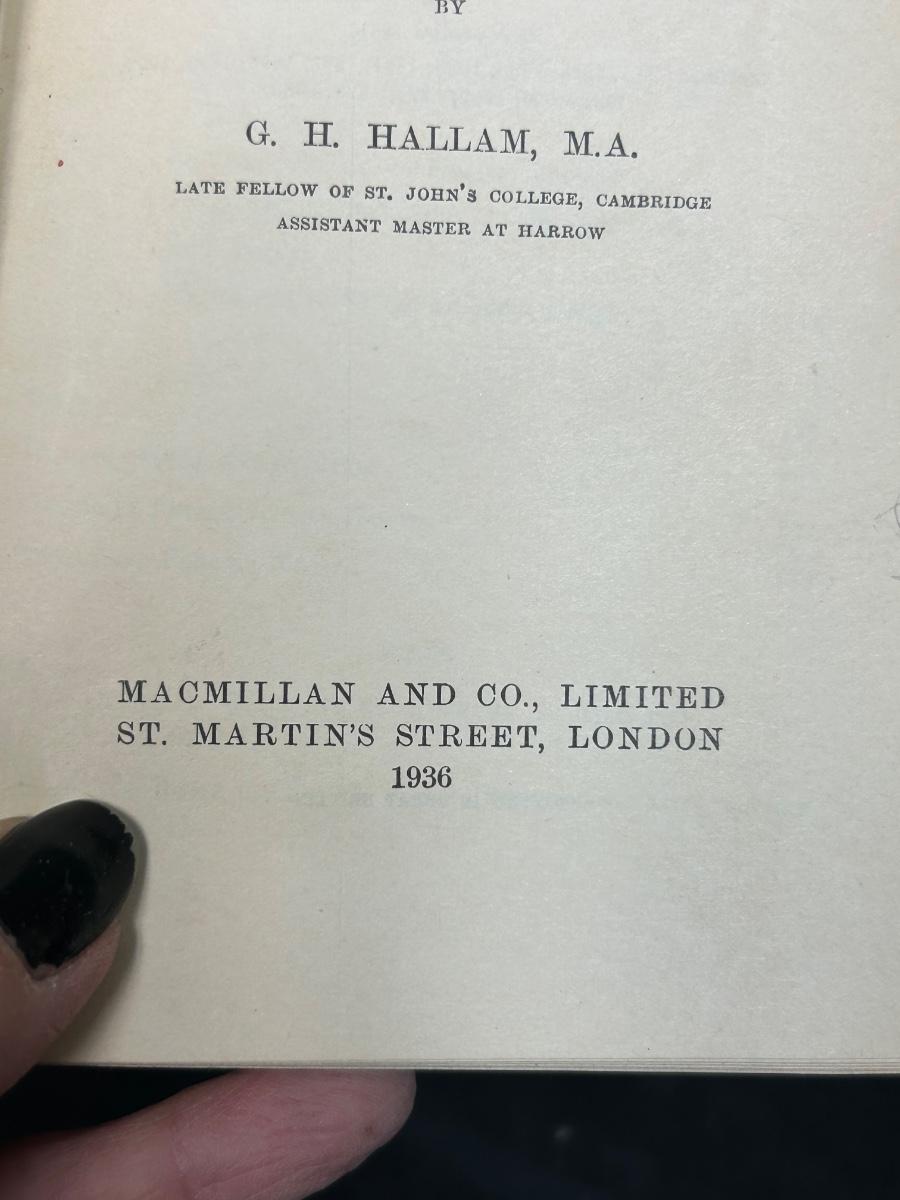 BY
G. H. HALLAM, M.A.
LATE FELLOW OF ST. JOHN'S COLLEGE, CAMBRIDGE
ASSISTANT MASTER AT HARROW
MACMILLAN AND CO., LIMITED
ST. MARTIN'S STREET, LONDON
1936